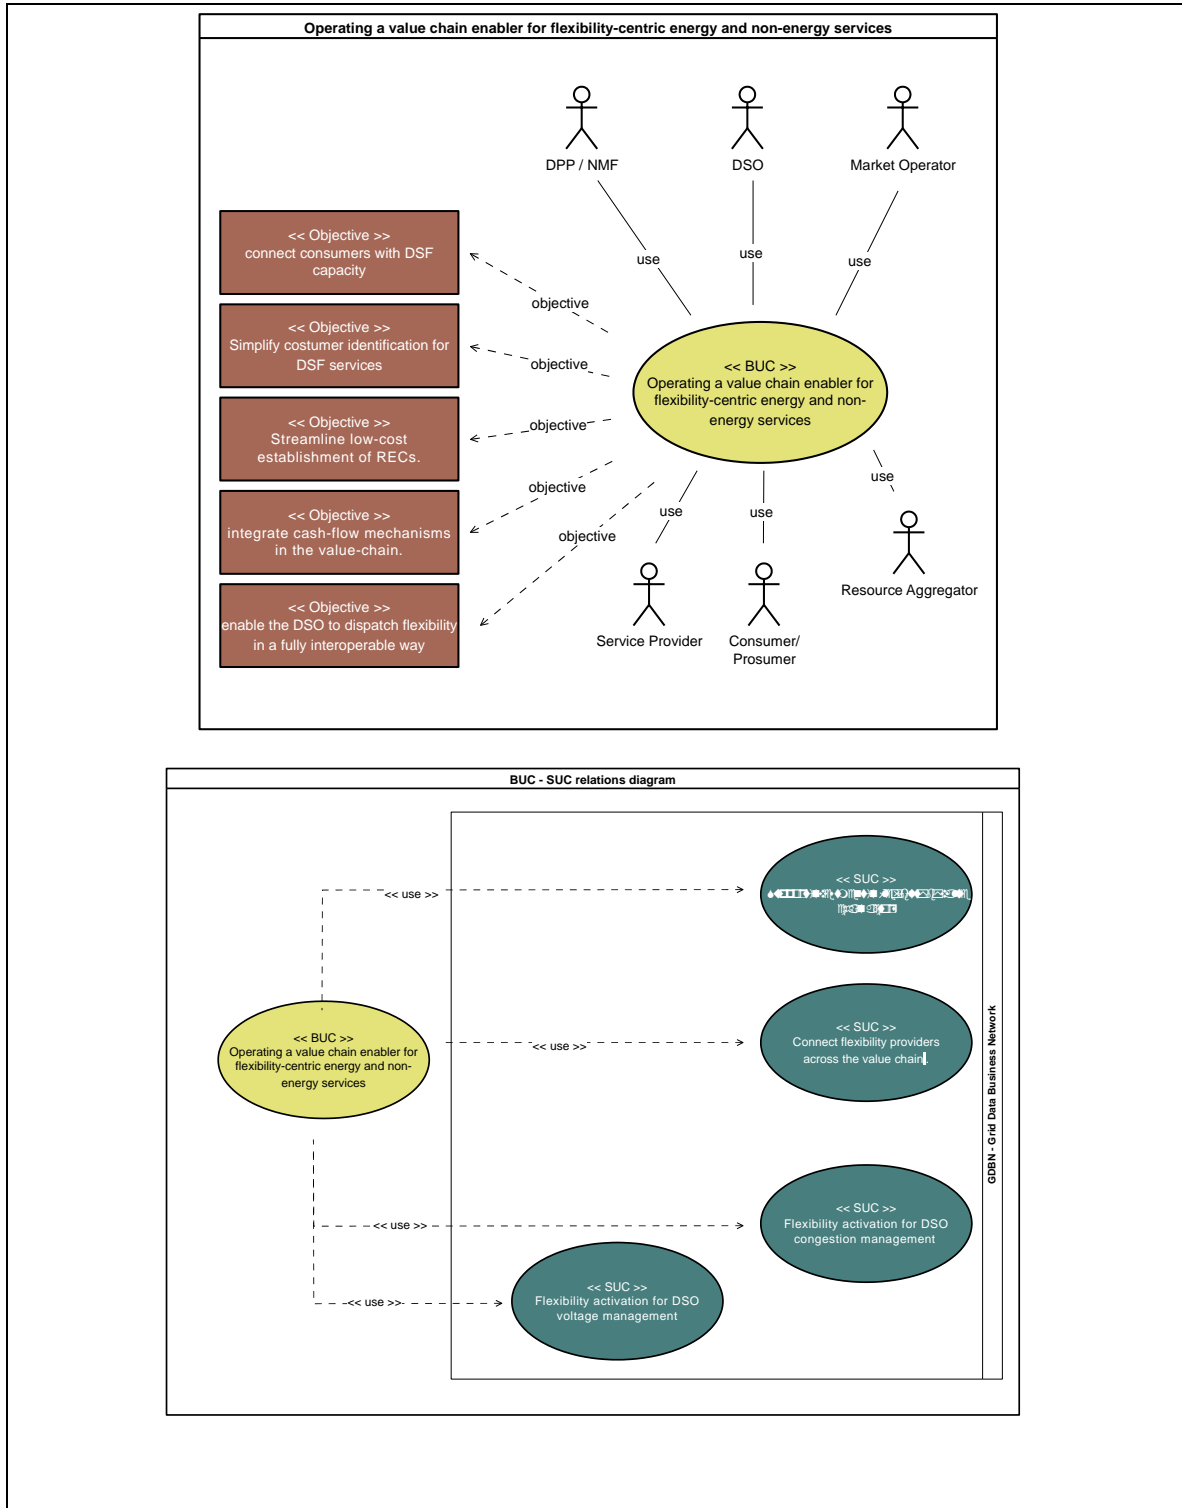 Operating a value chain enabler for flexibility-centric energy and non-energy services
DPP / NMF
DSO
Market Operator
use
use
use
<< Objective >>
connect consumers with DSF
capacity
objective
<< Objective >>
Simplify costumer identification for
DSF services
objective
<< Objective >>
Streamline low-cost
establishment of RECs.
objective
<< Objective >>
integrate cash-flow mechanisms
in the value-chain.
objective
<< Objective >>
enable the DSO to dispatch flexibility
in a fully interoperable way
objective
<< BUC >>
Operating a value chain enabler for
flexibility-centric energy and non-
energy services
use
use
use
Service Provider
Consumer/
Prosumer
Resource Aggregator
BUC - SUC relations diagram
<< use >>
<< SUC >>
<< BUC >>
Operating a value chain enabler for
flexibility-centric energy and non-
energy services
<< use >>
<< SUC >>
Connect flexibility providers
across the value chain.
<< use >>
<< SUC >>
Flexibility activation for DSO
congestion management
<< use >>
<< SUC >>
Flexibility activation for DSO
voltage management
GDBN - Grid Data Business Network